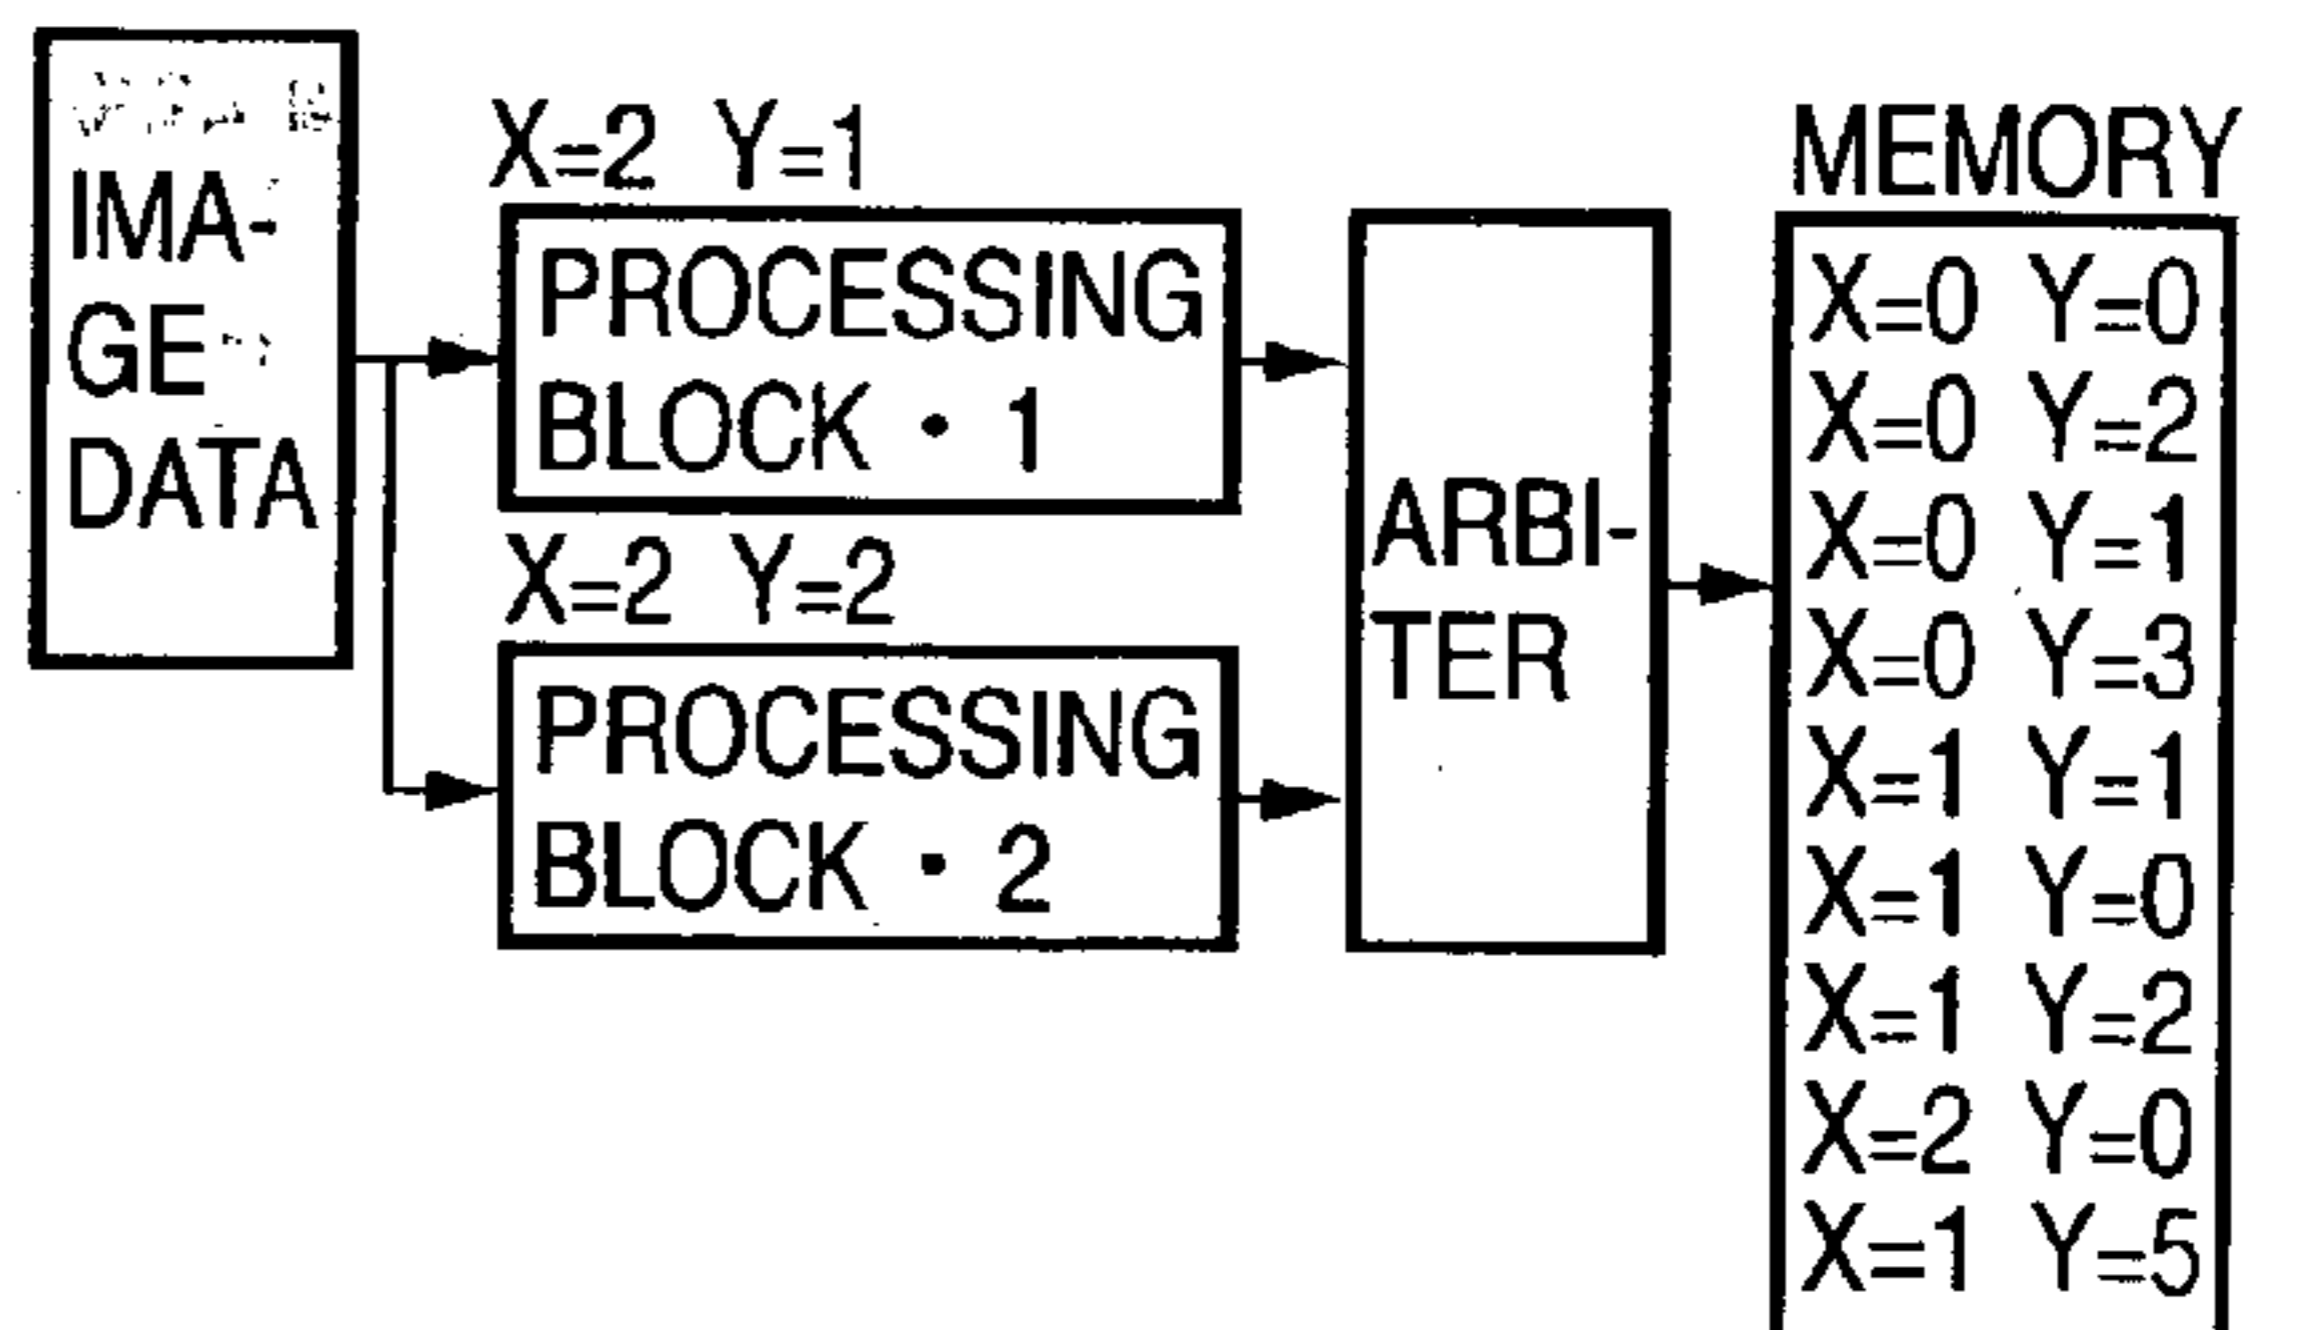 IMA-
GE
DATA
X=2 Y=1
PROCESSING
BLOCK・1
X=2 Y=2
PROCESSING
BLOCK・2
ARBI-
TER
MEMORY
X=0 Y=0
X=0 Y=2
X=0 Y=1
X=0 Y=3
X=1 Y=1
X=1 Y=0
X=1 Y=2
X=2 Y=0
X=1 Y=5